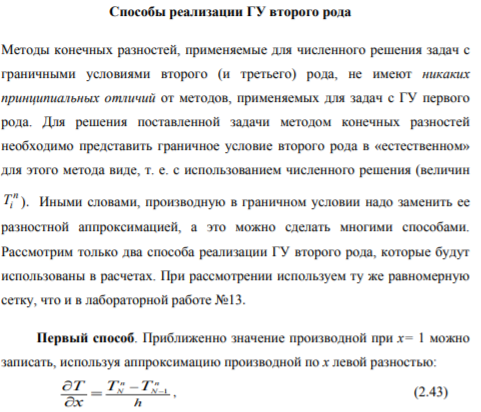 Способы реализации ГУ второго рода
Методы конечных разностей, применяемые для численного решения задач с
граничными условиями второго (и третьего) рода, не имеют никаких
принципиальных отличий от методов, применяемых для задач с ГУ первого
рода. Для решения поставленной задачи методом конечных разностей
необходимо представить граничное условие второго рода в «естественном»
для этого метода виде, т. е. с использованием численного решения (величин
T_i^n). Иными словами, производную в граничном условии надо заменить ее
разностной аппроксимацией, а это можно сделать многими способами.
Рассмотрим только два способа реализации ГУ второго рода, которые будут
использованы в расчетах. При рассмотрении используем ту же равномерную
сетку, что и в лабораторной работе №13.
Первый способ. Приближенно значение производной при x= 1 можно
записать, используя аппроксимацию производной по x левой разностью:
∂T/∂x = (T_N^n − T_{N−1}^n)/h, (2.43)